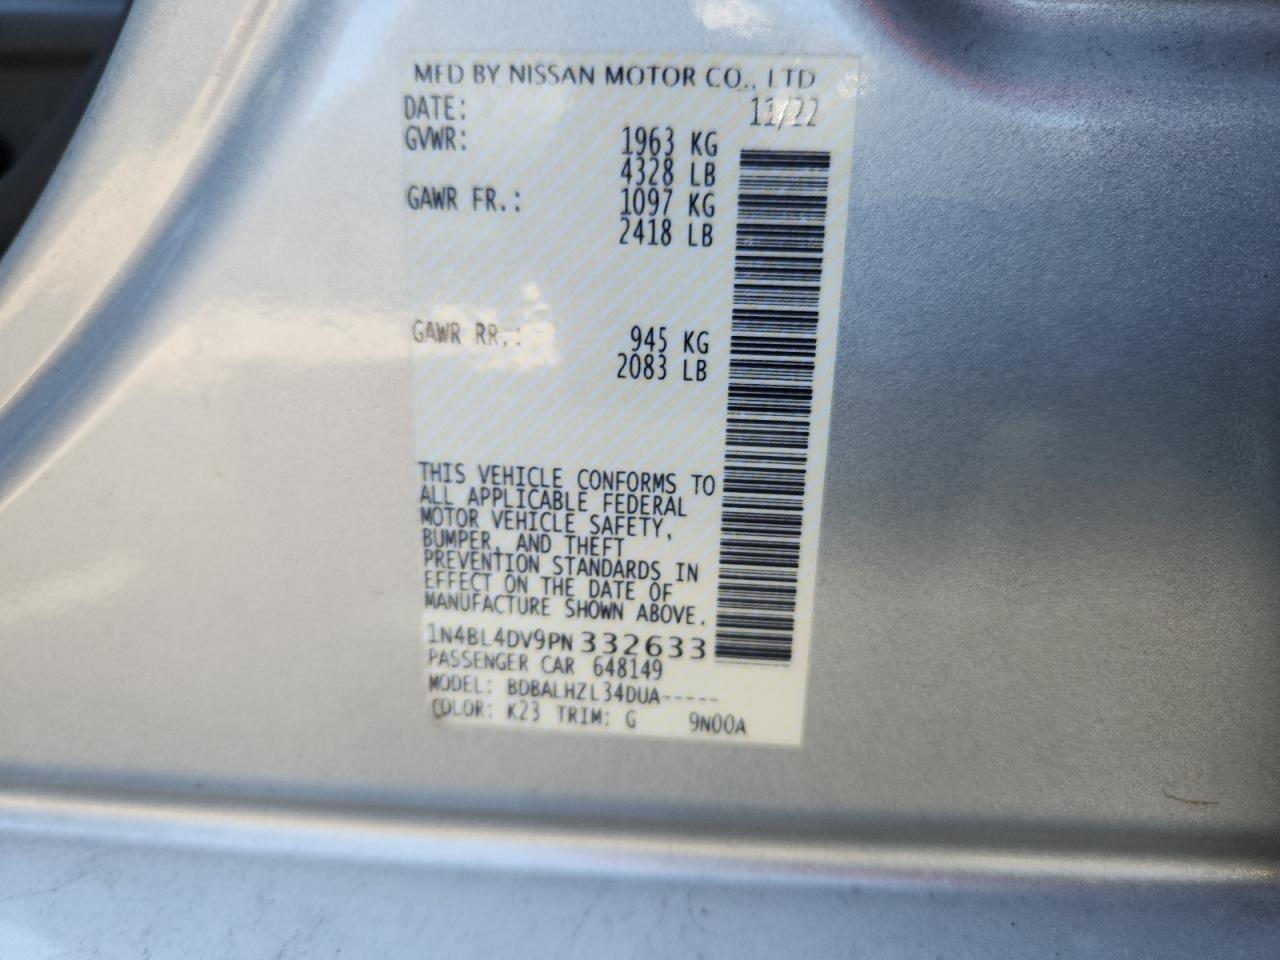 MFD BY NISSAN MOTOR CO., LTD
DATE: 11/22
GVWR: 1963 KG
4328 LB
GAWR FR.: 1097 KG
2418 LB
GAWR RR.: 945 KG
2083 LB
THIS VEHICLE CONFORMS TO
ALL APPLICABLE FEDERAL
MOTOR VEHICLE SAFETY,
BUMPER, AND THEFT
PREVENTION STANDARDS IN
EFFECT ON THE DATE OF
MANUFACTURE SHOWN ABOVE.
1N4BL4DV9PN332633
PASSENGER CAR 648149
MODEL: BDBALHZL34DUA-----
COLOR: K23 TRIM: G 9N00A